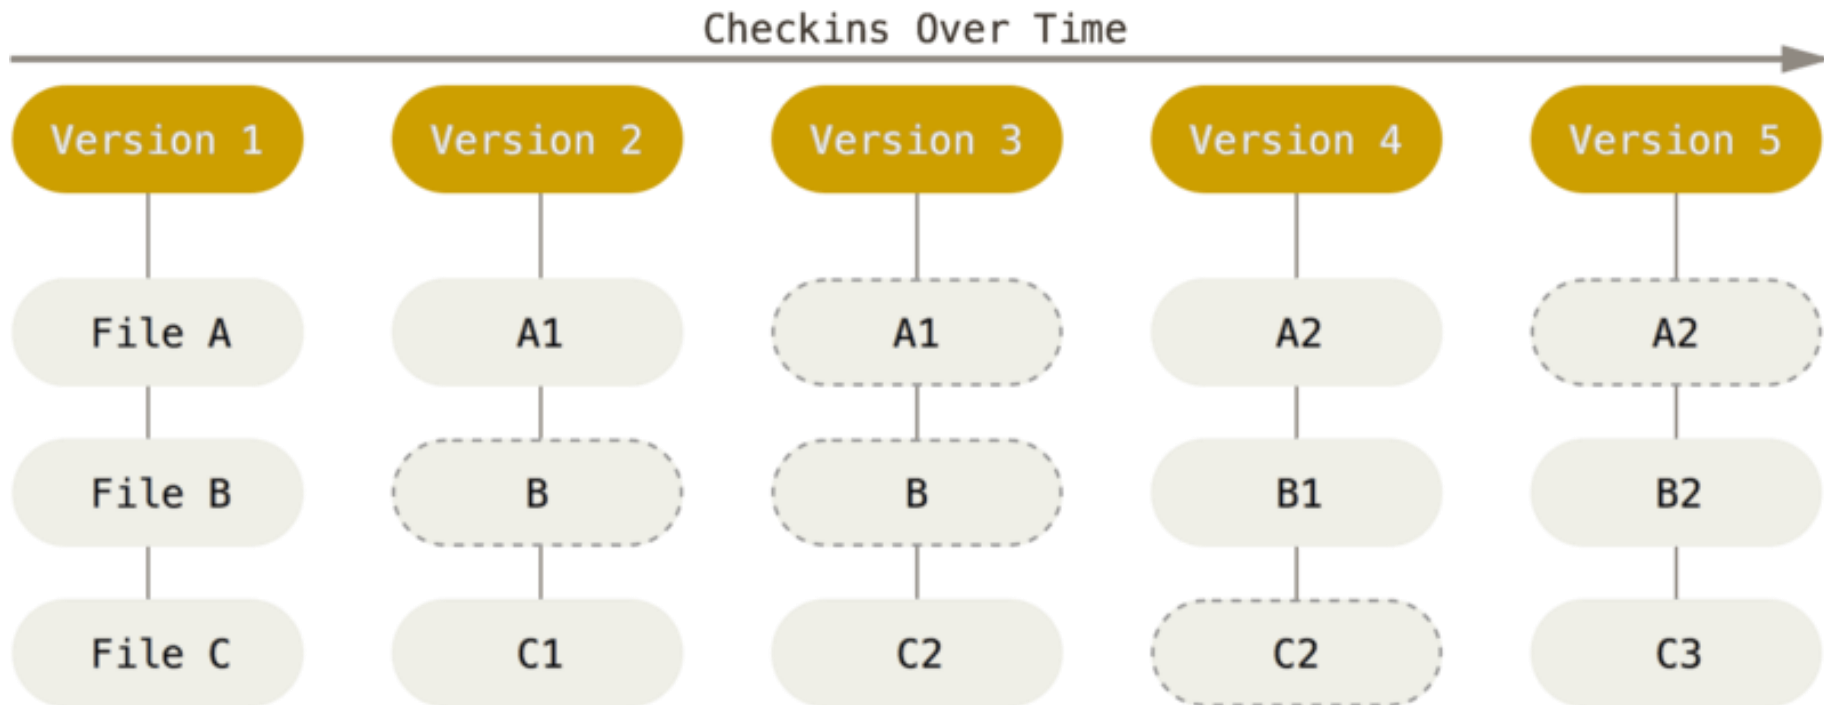 Checkins Over Time
Version 1 Version 2 Version 3 Version 4 Version 5
File A A1 A1 A2 A2
File B B B B1 B2
File C C1 C2 C2 C3